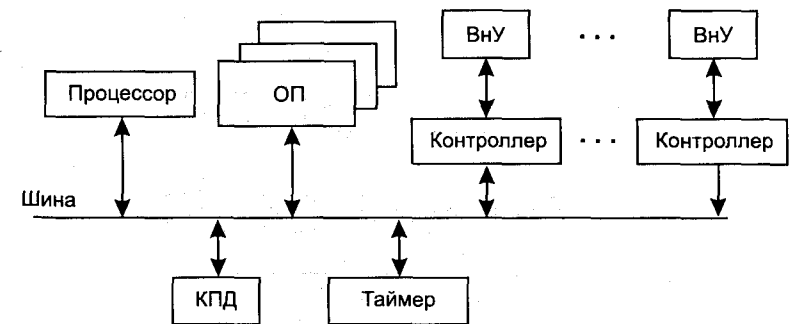 ВнУ . . . ВнУ
Процессор
ОП
Контроллер . . . Контроллер
Шина
КПД
Таймер